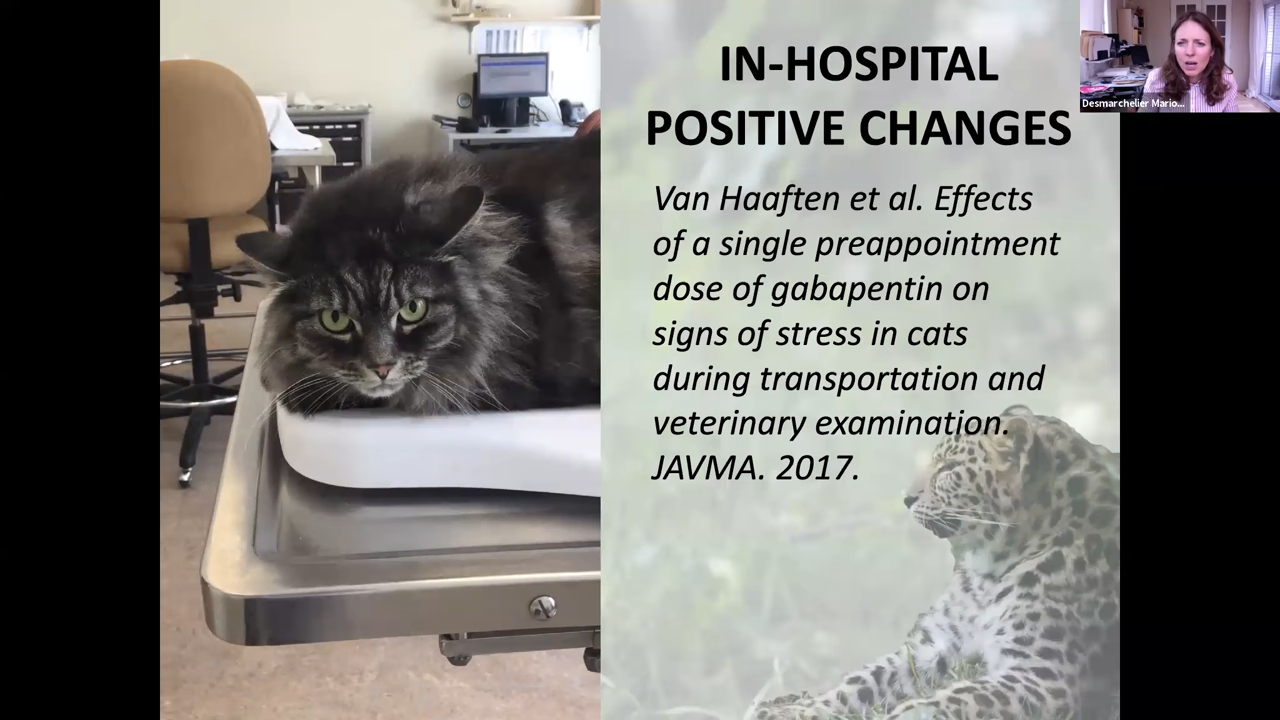 IN-HOSPITAL
POSITIVE CHANGES
Van Haaften et al. Effects
of a single preappointment
dose of gabapentin on
signs of stress in cats
during transportation and
veterinary examination.
JAVMA. 2017.
Desmarchelier Mario...